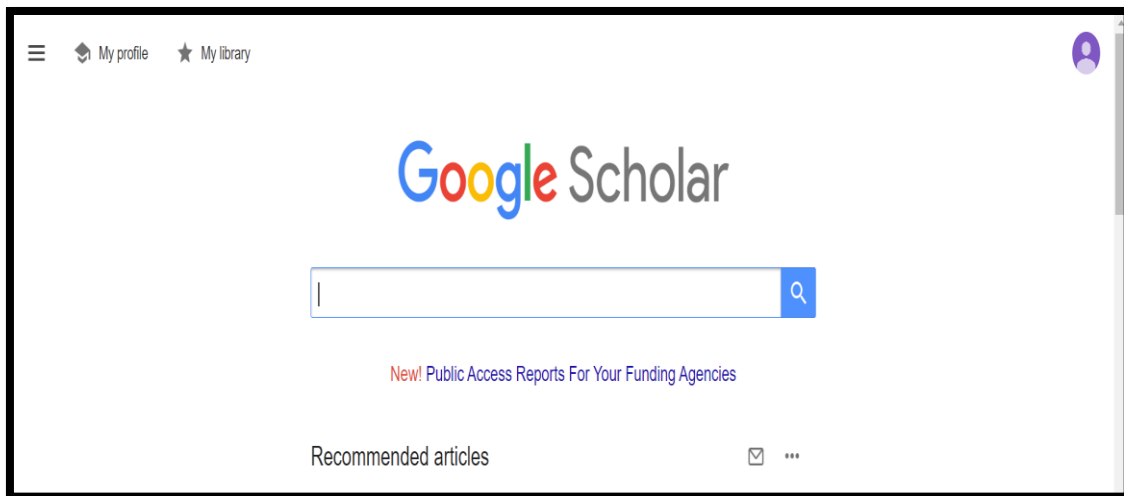 My profile My library
Google Scholar
New! Public Access Reports For Your Funding Agencies
Recommended articles